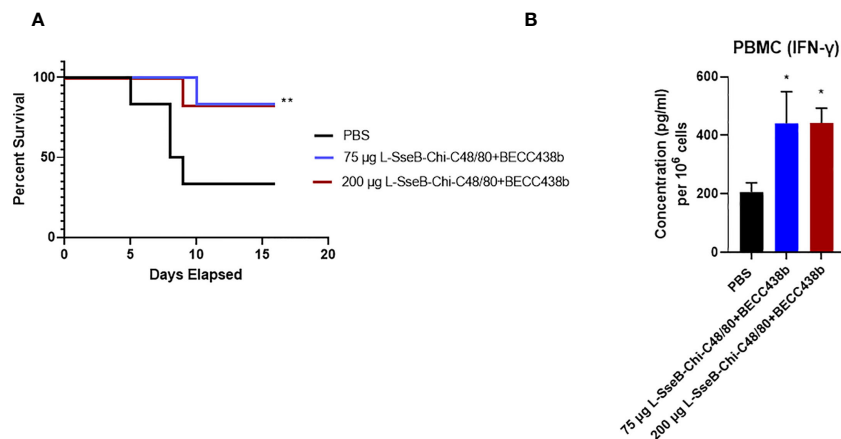 A
100
50
0
Percent Survival
0 5 10 15 20
Days Elapsed
**
PBS
75 µg L-SseB-Chi-C48/80+BECC438b
200 µg L-SseB-Chi-C48/80+BECC438b
B
PBMC (IFN-γ)
600
400
200
0
Concentration (pg/ml)
per 10⁶ cells
* *
PBS
75 µg L-SseB-Chi-C48/80+BECC438b
200 µg L-SseB-Chi-C48/80+BECC438b